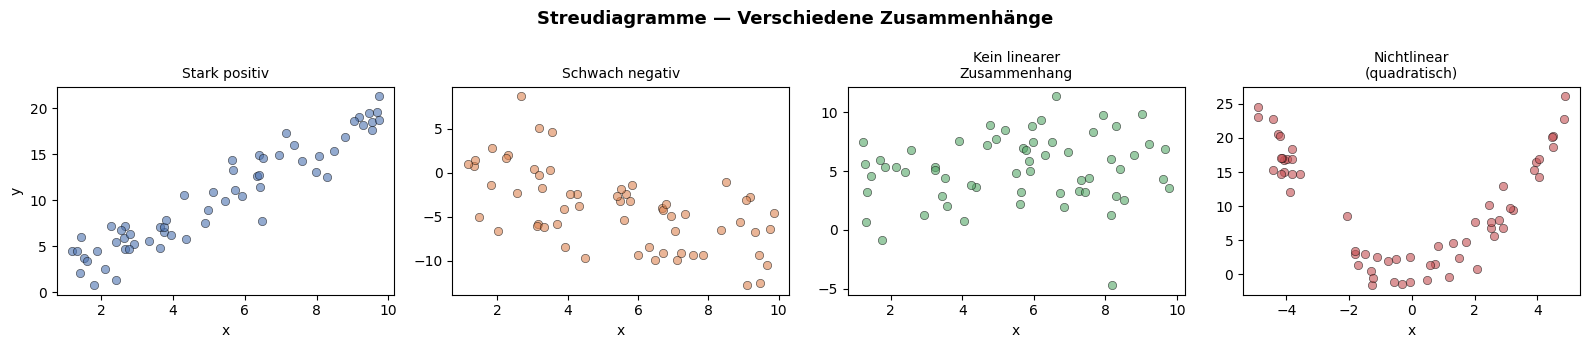 Streudiagramme — Verschiedene Zusammenhänge
Stark positiv
y
20
15
10
5
0
2 4 6 8 10
x
Schwach negativ
5
0
−5
−10
2 4 6 8 10
x
Kein linearer
Zusammenhang
10
5
0
−5
2 4 6 8 10
x
Nichtlinear
(quadratisch)
25
20
15
10
5
0
−4 −2 0 2 4
x